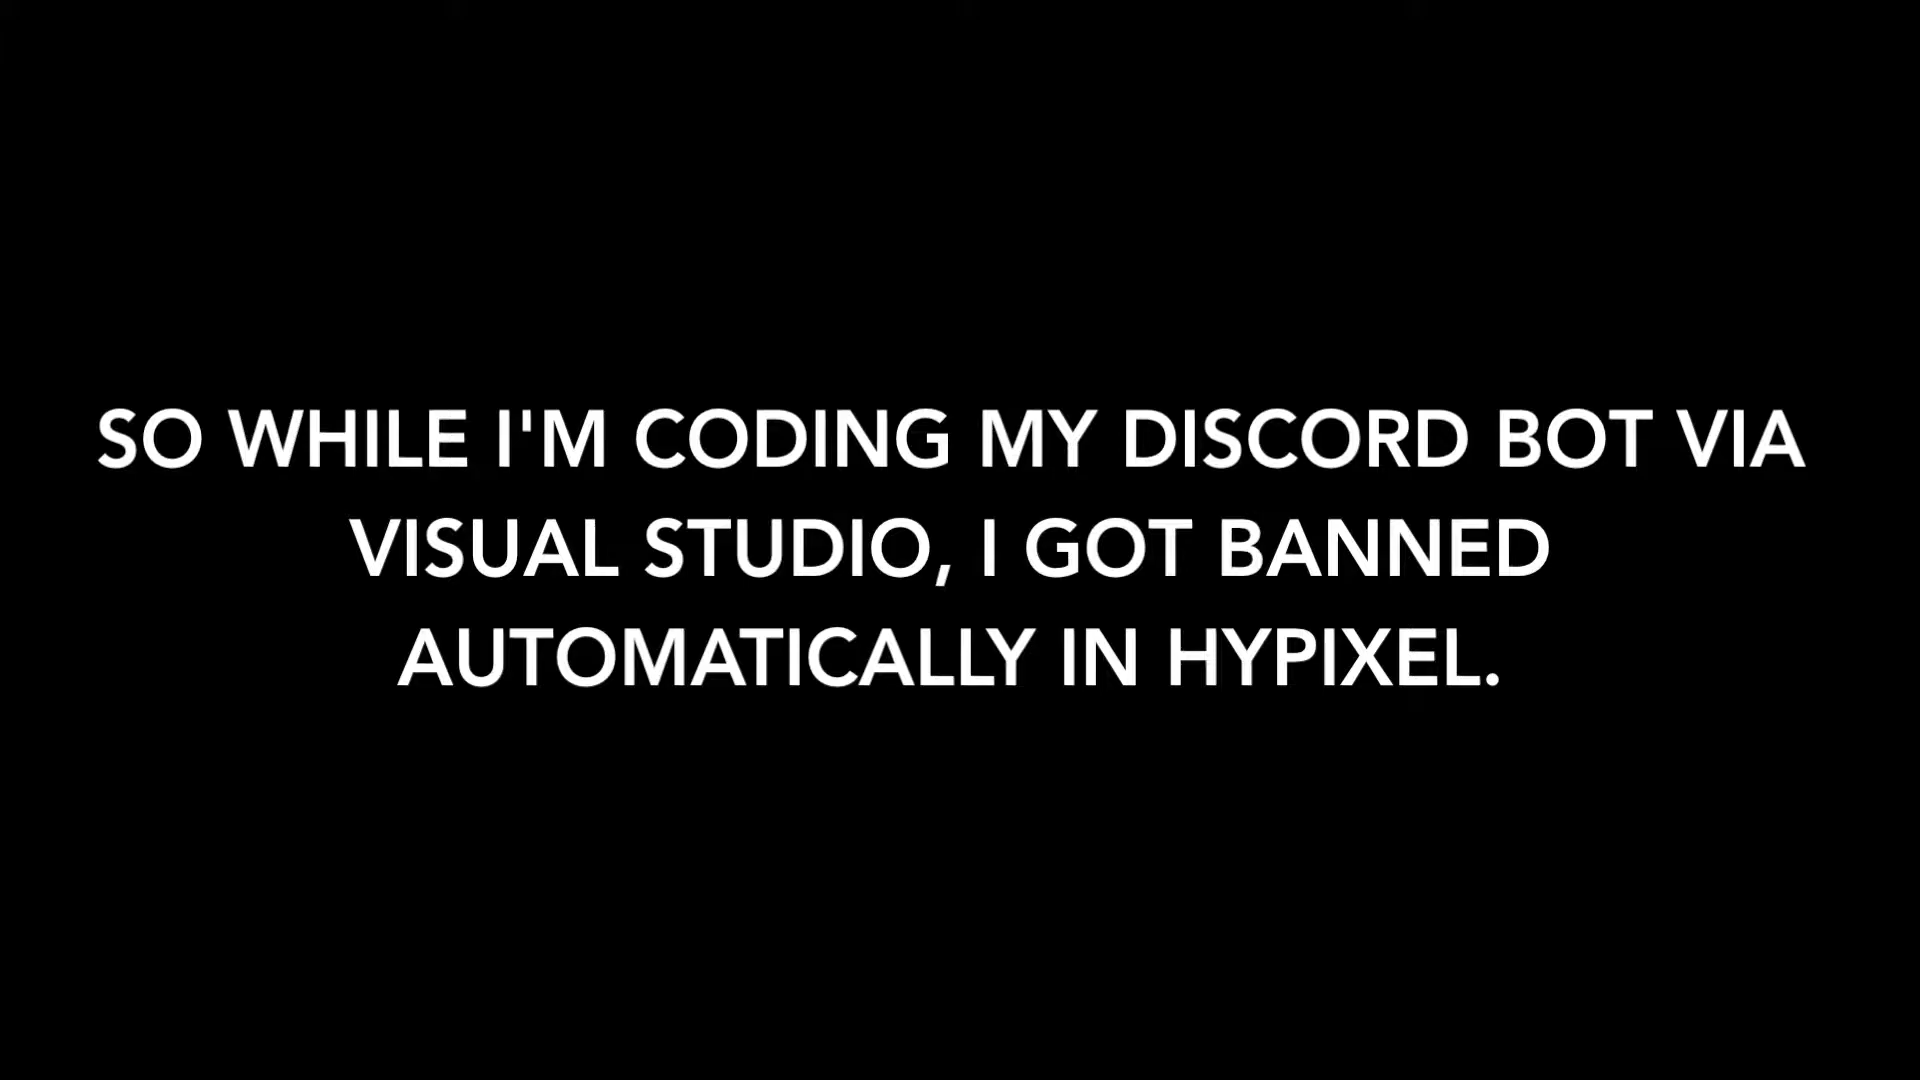 SO WHILE I'M CODING MY DISCORD BOT VIA
VISUAL STUDIO, I GOT BANNED
AUTOMATICALLY IN HYPIXEL.